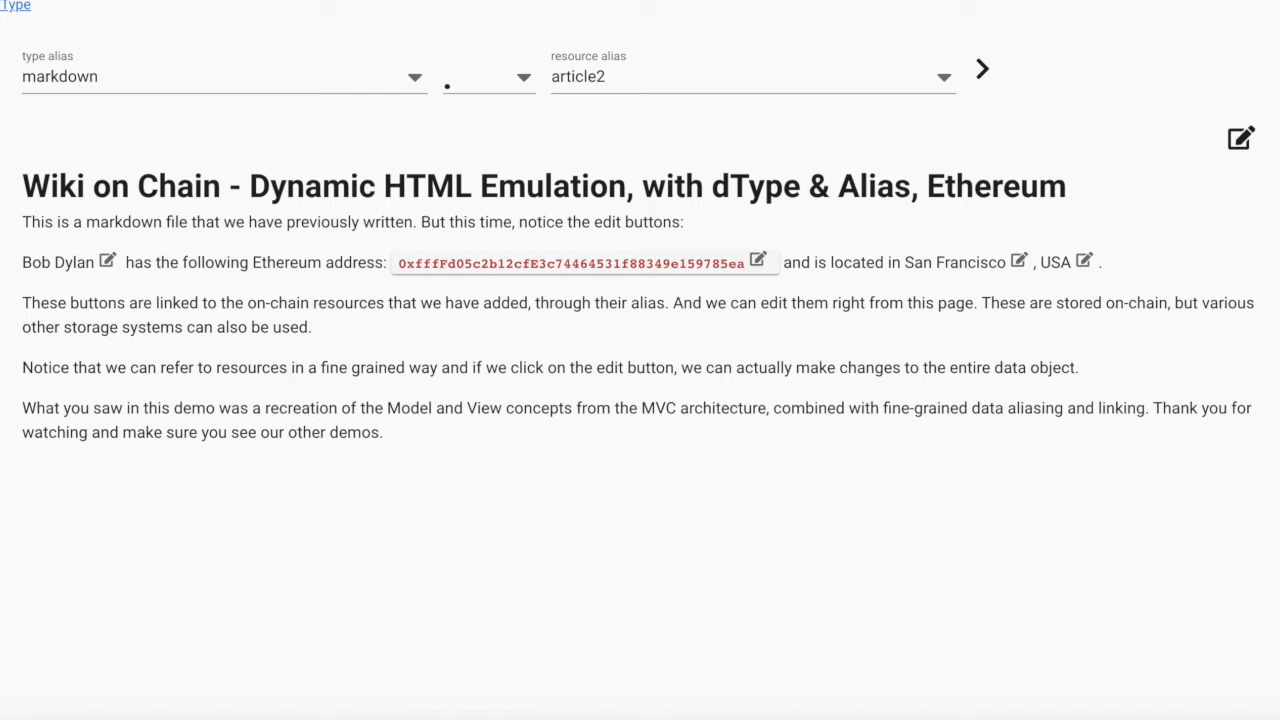 Type
type alias
resource alias
markdown
.
article2
Wiki on Chain - Dynamic HTML Emulation, with dType & Alias, Ethereum
This is a markdown file that we have previously written. But this time, notice the edit buttons:
Bob Dylan has the following Ethereum address: 0xfffFd05c2b12cfE3c74464531f88349e159785ea and is located in San Francisco , USA .
These buttons are linked to the on-chain resources that we have added, through their alias. And we can edit them right from this page. These are stored on-chain, but various
other storage systems can also be used.
Notice that we can refer to resources in a fine grained way and if we click on the edit button, we can actually make changes to the entire data object.
What you saw in this demo was a recreation of the Model and View concepts from the MVC architecture, combined with fine-grained data aliasing and linking. Thank you for
watching and make sure you see our other demos.